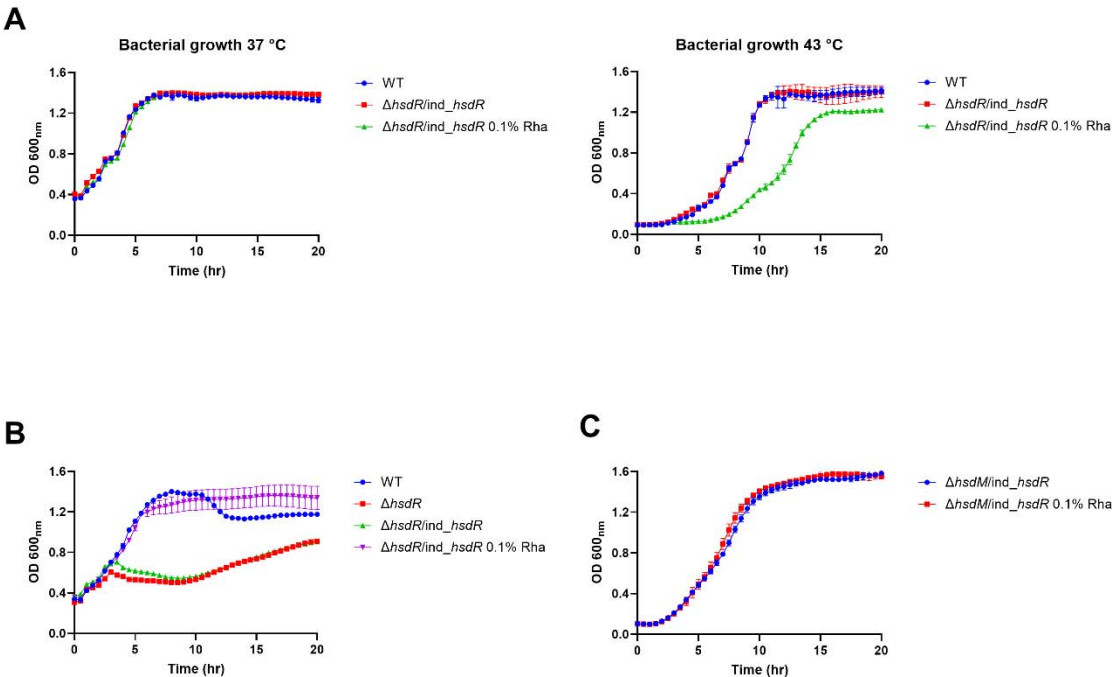 A
Bacterial growth 37 °C
OD 600nm
1.6
1.2
0.8
0.4
0.0
0 5 10 15 20
Time (hr)
WT
ΔhsdR/ind_hsdR
ΔhsdR/ind_hsdR 0.1% Rha
Bacterial growth 43 °C
OD 600nm
1.6
1.2
0.8
0.4
0.0
0 5 10 15 20
Time (hr)
WT
ΔhsdR/ind_hsdR
ΔhsdR/ind_hsdR 0.1% Rha
B
OD 600nm
1.6
1.2
0.8
0.4
0.0
0 5 10 15 20
Time (hr)
WT
ΔhsdR
ΔhsdR/ind_hsdR
ΔhsdR/ind_hsdR 0.1% Rha
C
OD 600nm
1.6
1.2
0.8
0.4
0.0
0 5 10 15 20
Time (hr)
ΔhsdM/ind_hsdR
ΔhsdM/ind_hsdR 0.1% Rha